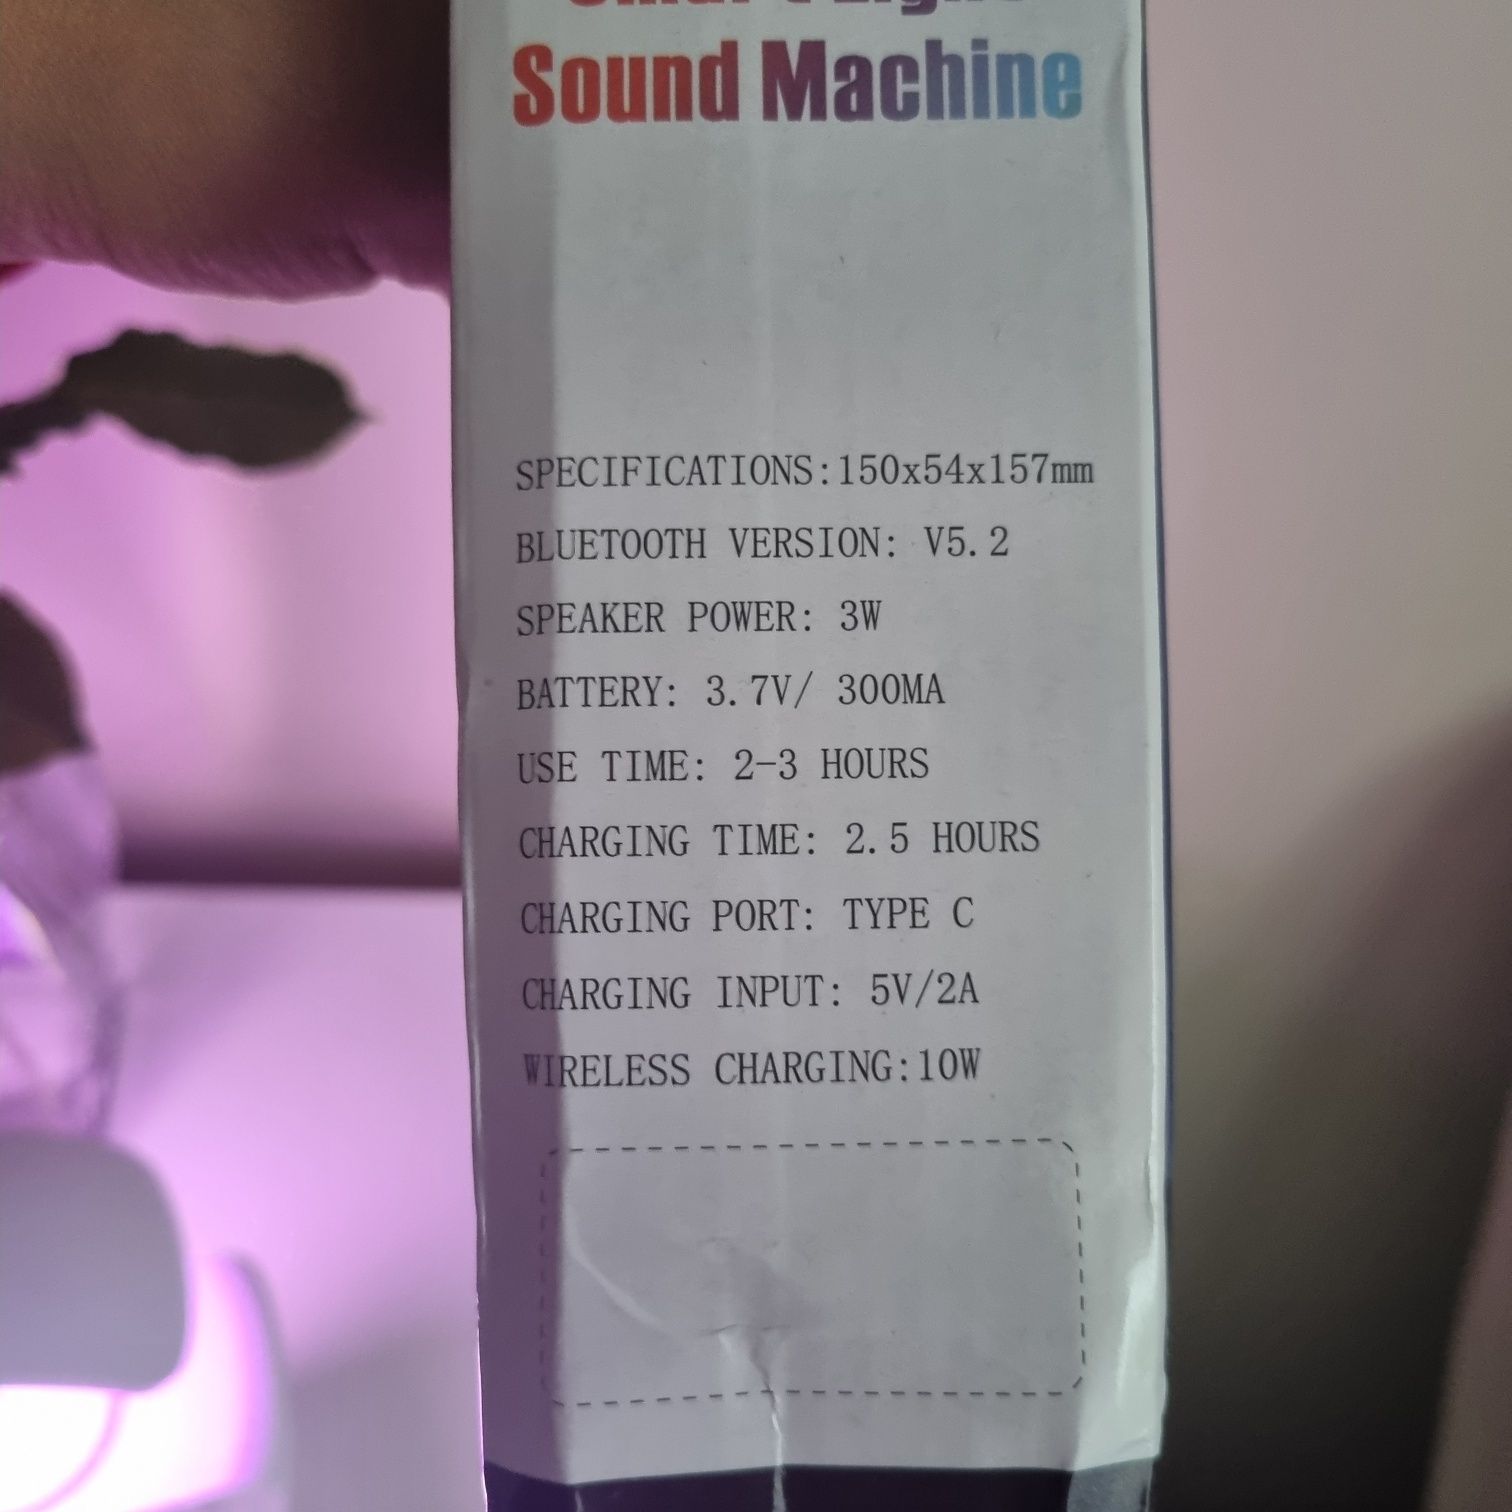 Sound Machine
SPECIFICATIONS:150x54x157mm
BLUETOOTH VERSION: V5.2
SPEAKER POWER: 3W
BATTERY: 3.7V/ 300MA
USE TIME: 2-3 HOURS
CHARGING TIME: 2.5 HOURS
CHARGING PORT: TYPE C
CHARGING INPUT: 5V/2A
WIRELESS CHARGING:10W